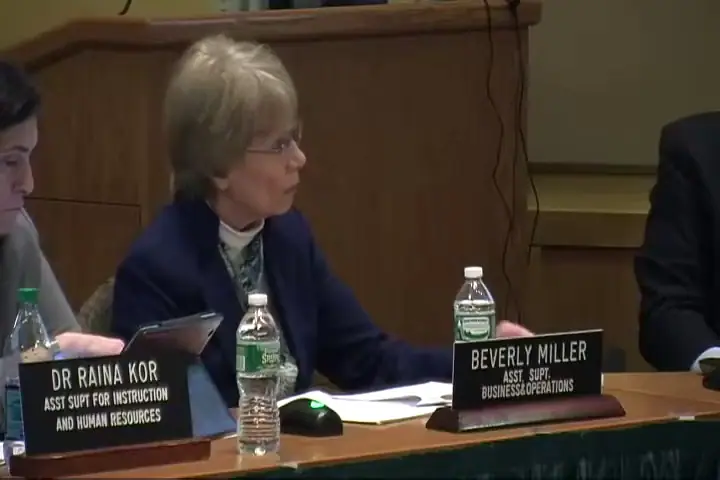 DR RAINA KOR
ASST SUPT FOR INSTRUCTION
AND HUMAN RESOURCES
BEVERLY MILLER
ASST. SUPT.
BUSINESS&OPERATIONS